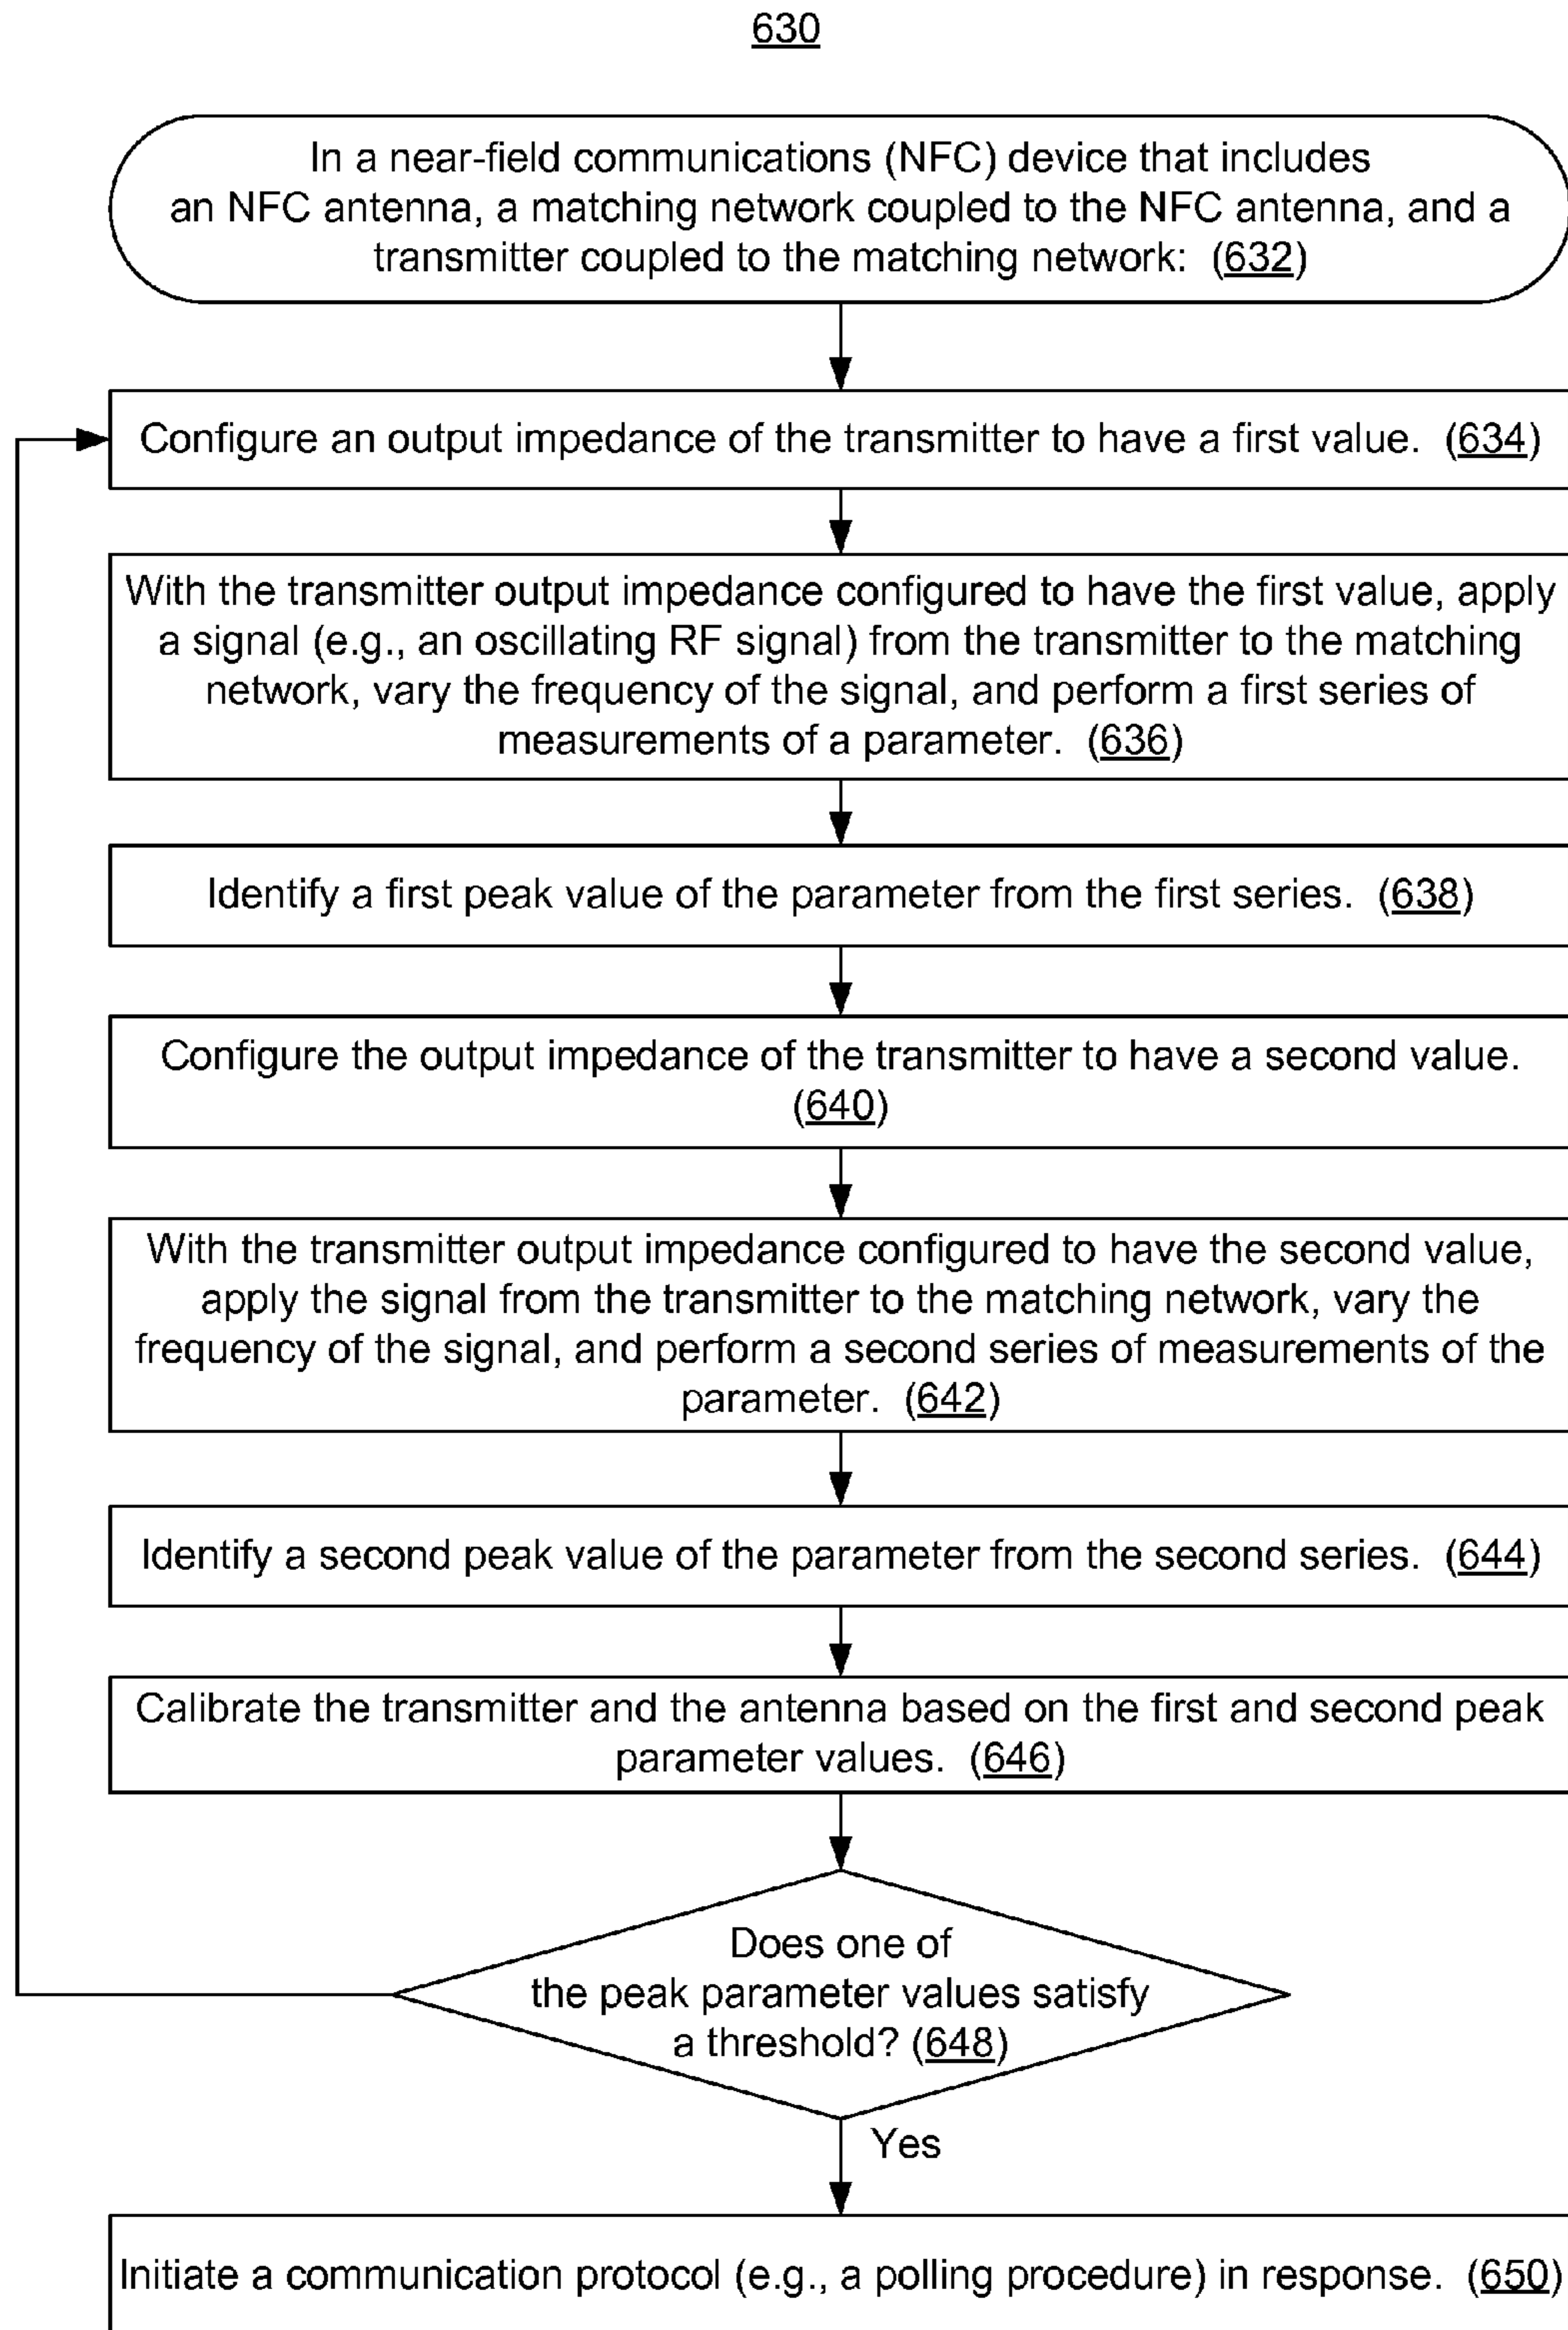 630
In a near-field communications (NFC) device that includes
an NFC antenna, a matching network coupled to the NFC antenna, and a
transmitter coupled to the matching network: (632)
Configure an output impedance of the transmitter to have a first value. (634)
With the transmitter output impedance configured to have the first value, apply
a signal (e.g., an oscillating RF signal) from the transmitter to the matching
network, vary the frequency of the signal, and perform a first series of
measurements of a parameter. (636)
Identify a first peak value of the parameter from the first series. (638)
Configure the output impedance of the transmitter to have a second value.
(640)
With the transmitter output impedance configured to have the second value,
apply the signal from the transmitter to the matching network, vary the
frequency of the signal, and perform a second series of measurements of the
parameter. (642)
Identify a second peak value of the parameter from the second series. (644)
Calibrate the transmitter and the antenna based on the first and second peak
parameter values. (646)
Does one of
the peak parameter values satisfy
a threshold? (648)
Yes
Initiate a communication protocol (e.g., a polling procedure) in response. (650)